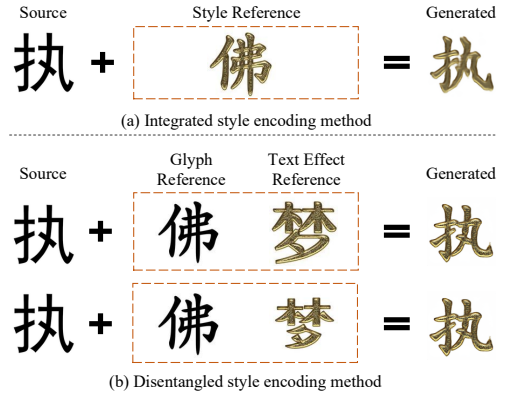 Source Style Reference Generated
执 + 佛 = 执
(a) Integrated style encoding method
Source Glyph Reference Text Effect Reference Generated
执 + 佛 梦 = 执
执 + 佛 梦 = 执
(b) Disentangled style encoding method